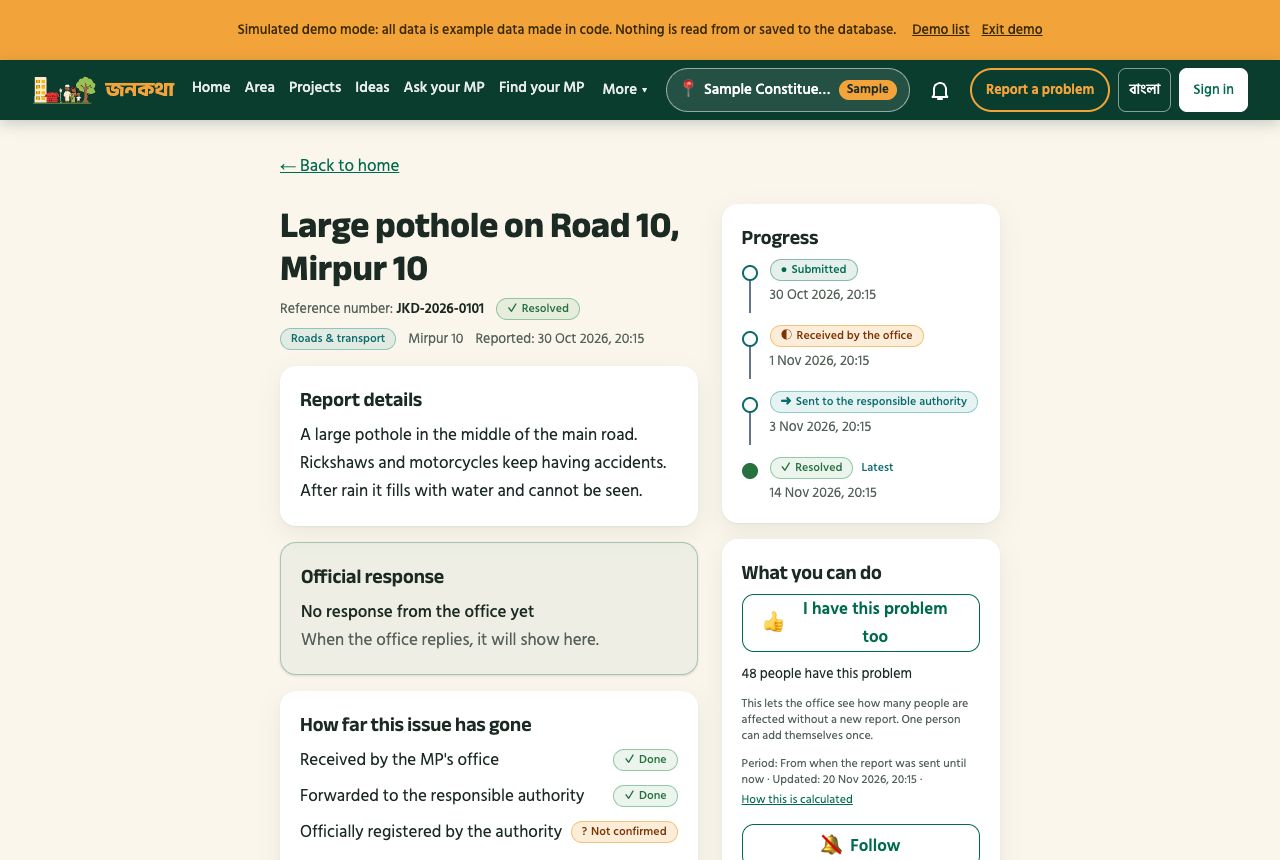 Simulated demo mode: all data is example data made in code. Nothing is read from or saved to the database. Demo list Exit demo
জনকথা Home Area Projects Ideas Ask your MP Find your MP More ▾ Sample Constitue... Sample Report a problem বাংলা Sign in
← Back to home
Large pothole on Road 10,
Mirpur 10
Reference number: JKD-2026-0101 ✓ Resolved
Roads & transport Mirpur 10 Reported: 30 Oct 2026, 20:15
Report details
A large pothole in the middle of the main road.
Rickshaws and motorcycles keep having accidents.
After rain it fills with water and cannot be seen.
Official response
No response from the office yet
When the office replies, it will show here.
How far this issue has gone
Received by the MP's office ✓ Done
Forwarded to the responsible authority ✓ Done
Officially registered by the authority ? Not confirmed
Progress
● Submitted
30 Oct 2026, 20:15
◐ Received by the office
1 Nov 2026, 20:15
➜ Sent to the responsible authority
3 Nov 2026, 20:15
✓ Resolved Latest
14 Nov 2026, 20:15
What you can do
👍 I have this problem
too
48 people have this problem
This lets the office see how many people are
affected without a new report. One person
can add themselves once.
Period: From when the report was sent until
now · Updated: 20 Nov 2026, 20:15 ·
How this is calculated
🔕 Follow